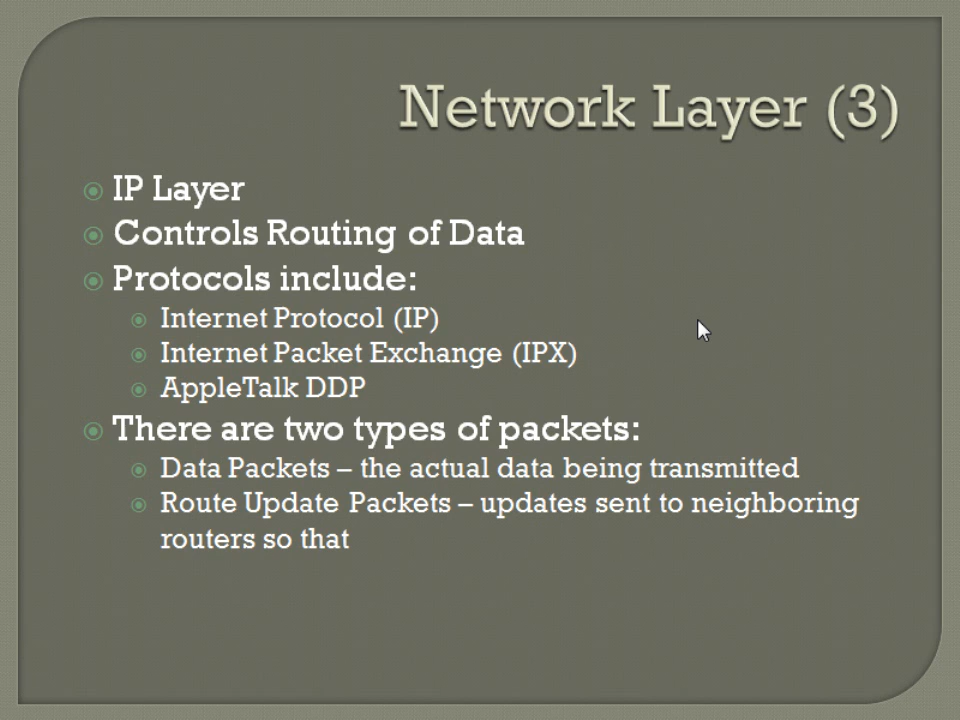 Network Layer (3)
IP Layer
Controls Routing of Data
Protocols include:
Internet Protocol (IP)
Internet Packet Exchange (IPX)
AppleTalk DDP
There are two types of packets:
Data Packets – the actual data being transmitted
Route Update Packets – updates sent to neighboring
routers so that